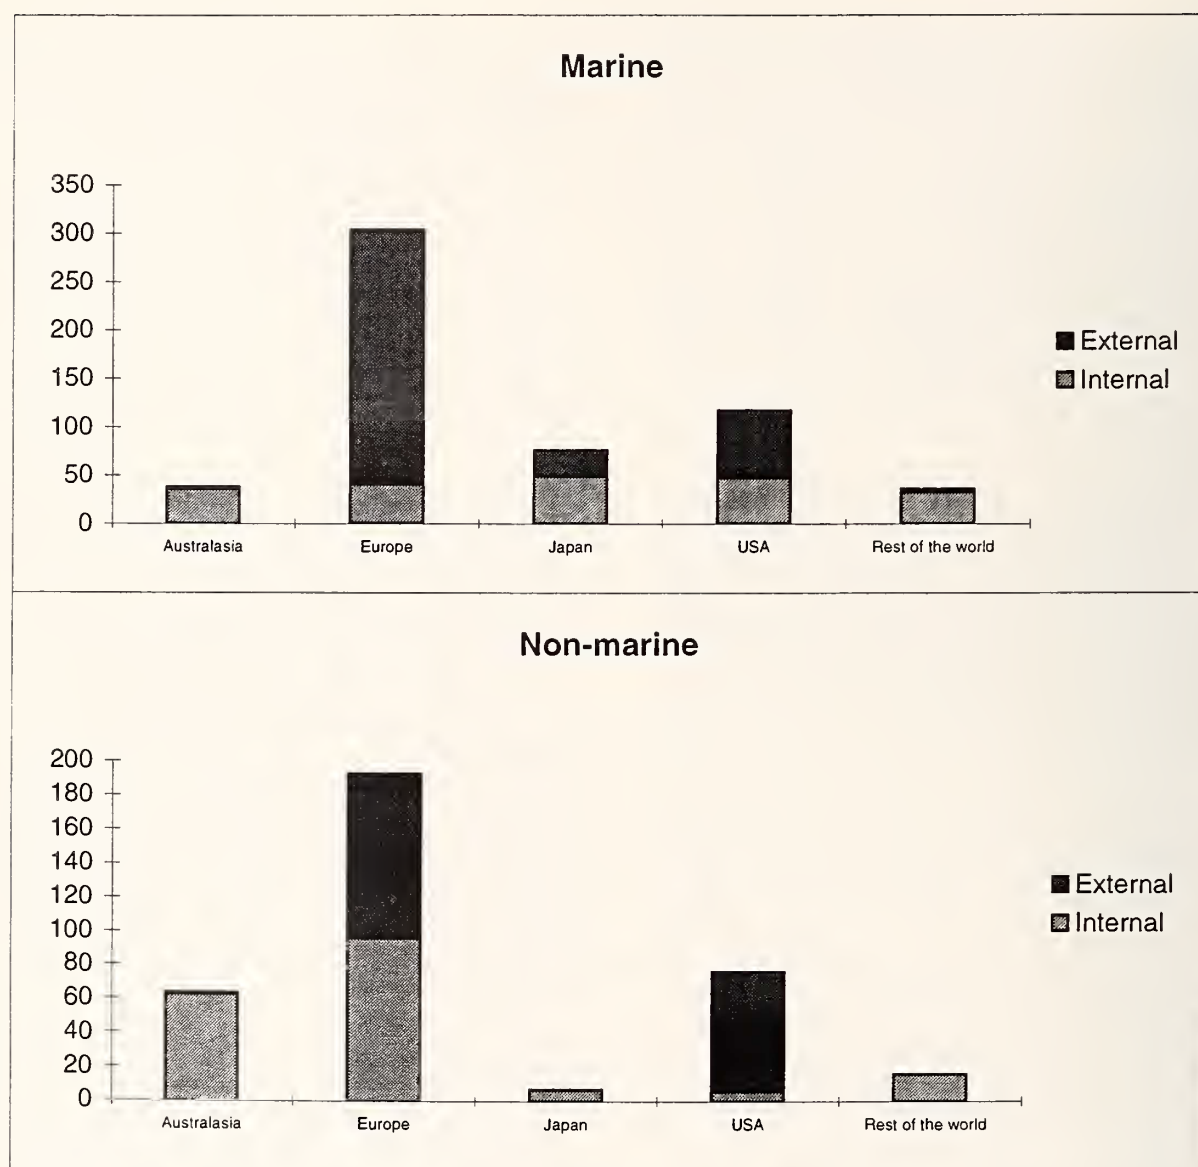 Marine
350
300
250
200
150
100
50
0
Australasia Europe Japan USA Rest of the world
External
Internal
Non-marine
200
180
160
140
120
100
80
60
40
20
0
Australasia Europe Japan USA Rest of the world
External
Internal